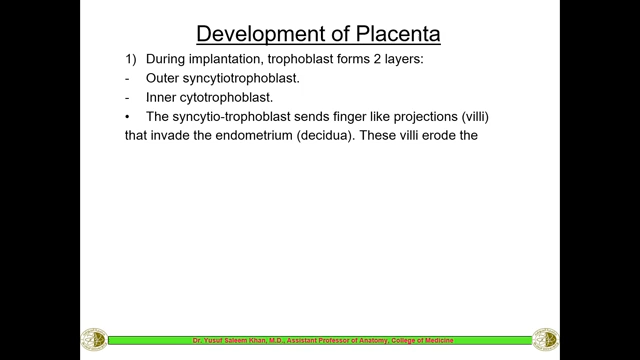 Development of Placenta
1) During implantation, trophoblast forms 2 layers:
- Outer syncytiotrophoblast.
- Inner cytotrophoblast.
• The syncytio-trophoblast sends finger like projections (villi)
that invade the endometrium (decidua). These villi erode the
Dr. Yusuf Saleem Khan, M.D., Assistant Professor of Anatomy, College of Medicine